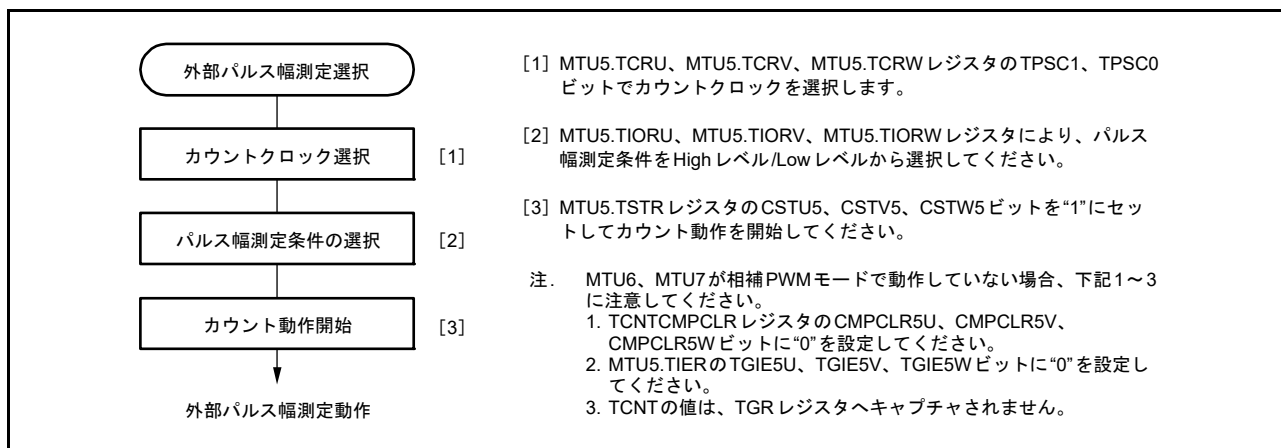 外部パルス幅測定選択
カウントクロック選択 [1]
パルス幅測定条件の選択 [2]
カウント動作開始 [3]
外部パルス幅測定動作
[1] MTU5.TCRU、MTU5.TCRV、MTU5.TCRWレジスタのTPSC1、TPSC0
ビットでカウントクロックを選択します。
[2] MTU5.TIORU、MTU5.TIORV、MTU5.TIORWレジスタにより、パルス
幅測定条件をHighレベル/Lowレベルから選択してください。
[3] MTU5.TSTRレジスタのCSTU5、CSTV5、CSTW5ビットを“1”にセッ
トしてカウント動作を開始してください。
注. MTU6、MTU7が相補PWMモードで動作していない場合、下記1～3
に注意してください。
1. TCNTCMPCLRレジスタのCMPCLR5U、CMPCLR5V、
CMPCLR5Wビットに“0”を設定してください。
2. MTU5.TIERのTGIE5U、TGIE5V、TGIE5Wビットに“0”を設定し
てください。
3. TCNTの値は、TGRレジスタへキャプチャされません。